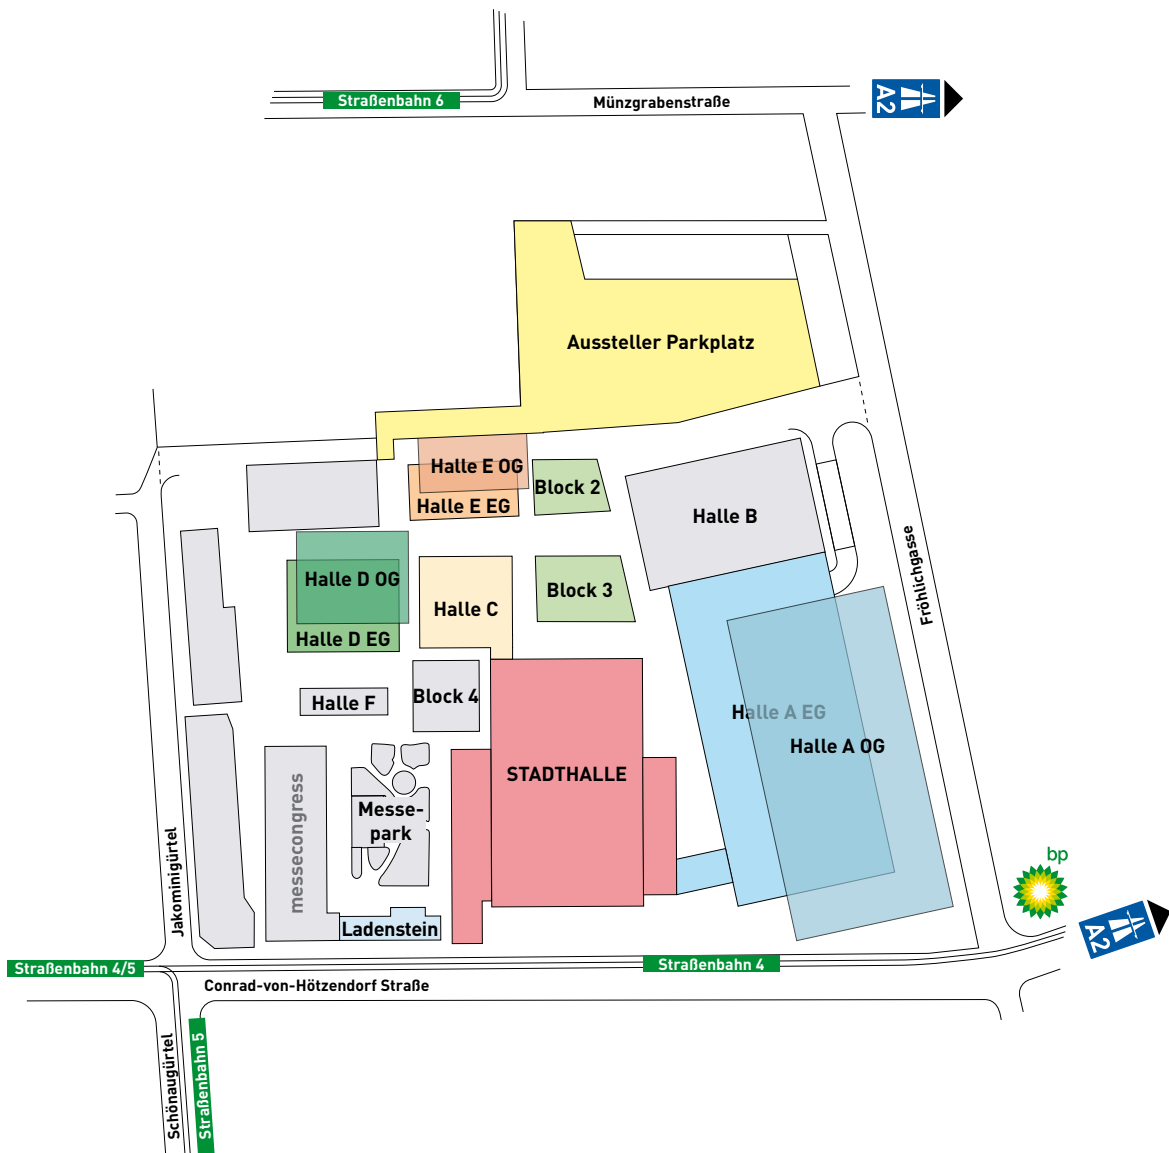 Straßenbahn 6
Münzgrabenstraße
A2
Aussteller Parkplatz
Halle E OG
Halle E EG
Block 2
Halle B
Halle D OG
Halle D EG
Halle C
Block 3
Fröhlichgasse
Halle F
Block 4
Halle A EG
Halle A OG
STADTHALLE
messecongress
Messe-
park
Jakominigürtel
Ladenstein
bp
A2
Straßenbahn 4/5
Straßenbahn 4
Conrad-von-Hötzendorf Straße
Schönaugürtel
Straßenbahn 5